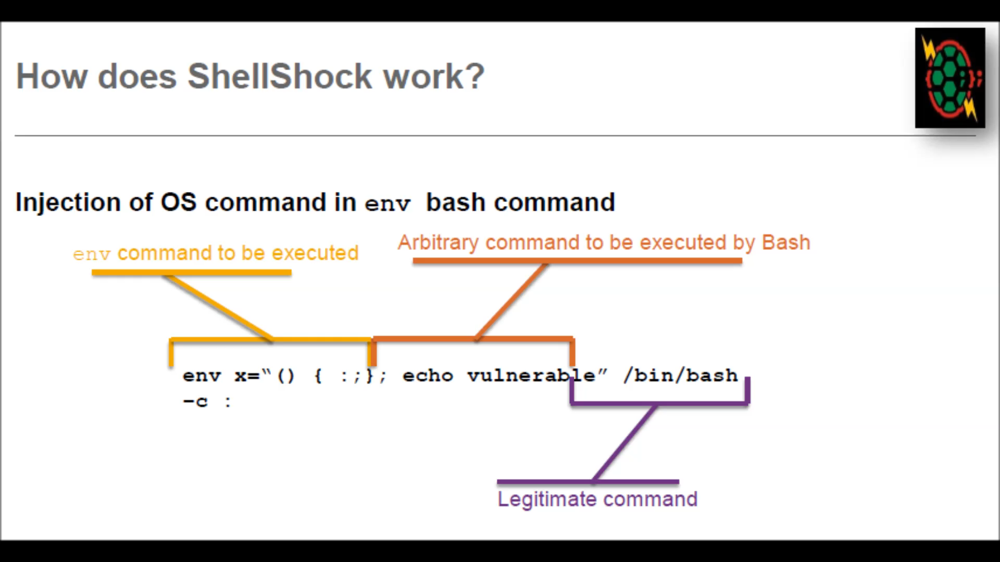 How does ShellShock work?
Injection of OS command in env bash command
env command to be executed
Arbitrary command to be executed by Bash
env x=“() { :;}; echo vulnerable” /bin/bash
-c :
Legitimate command